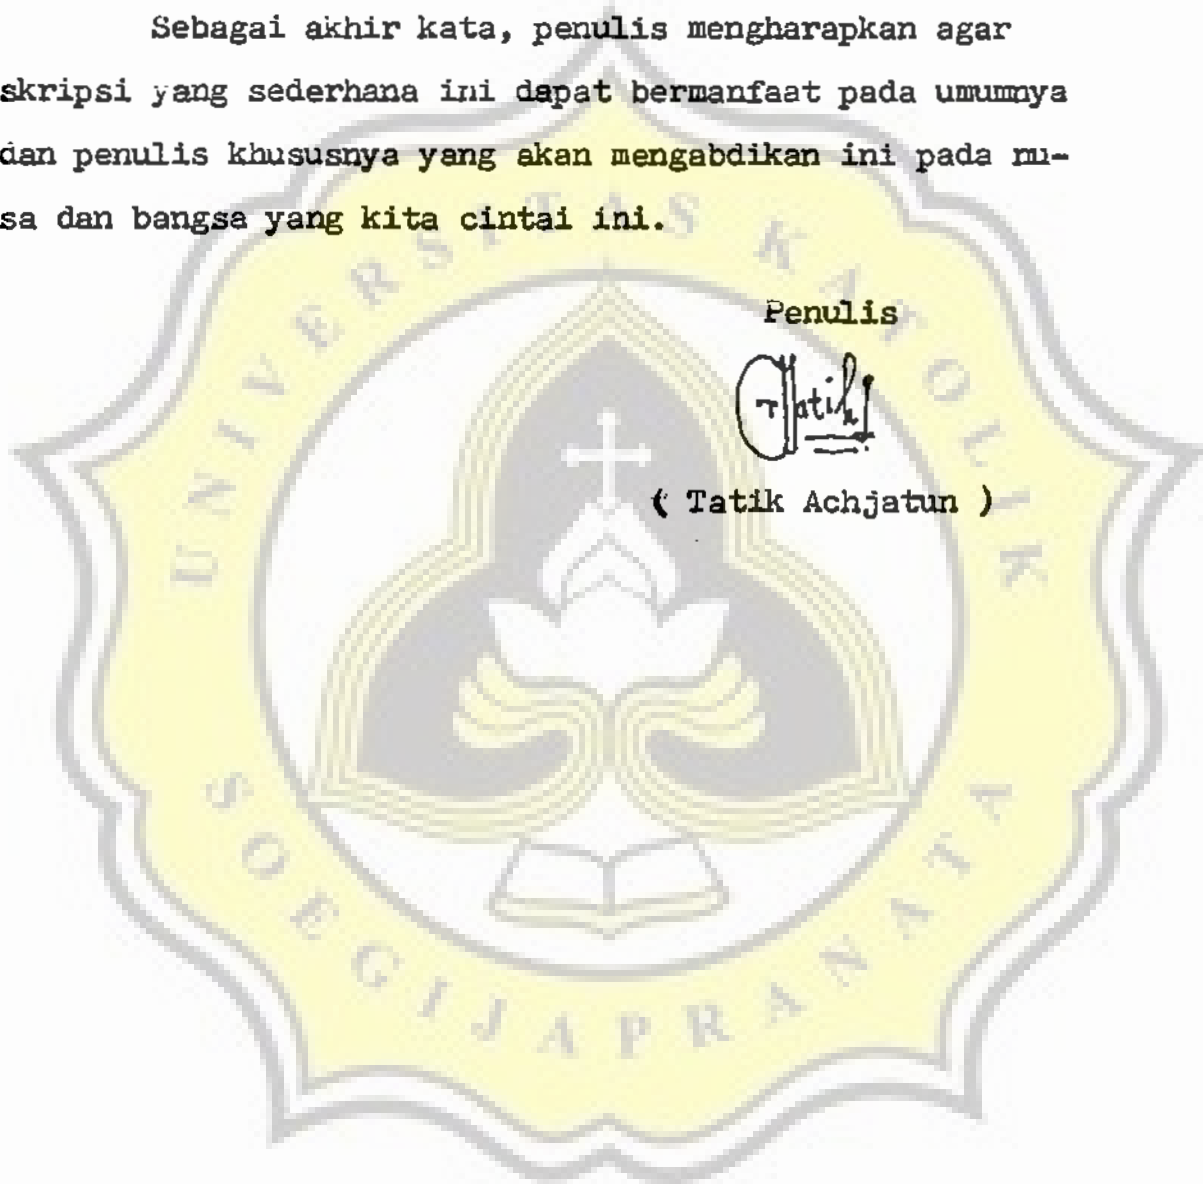 Sebagai akhir kata, penulis mengharapkan agar
skripsi yang sederhana ini dapat bermanfaat pada umumnya
dan penulis khususnya yang akan mengabdikan ini pada nu-
sa dan bangsa yang kita cintai ini.
Penulis
Tatik
( Tatik Achjatun )
UNIVERSITAS KATOLIK
SOEGIJAPRANATA